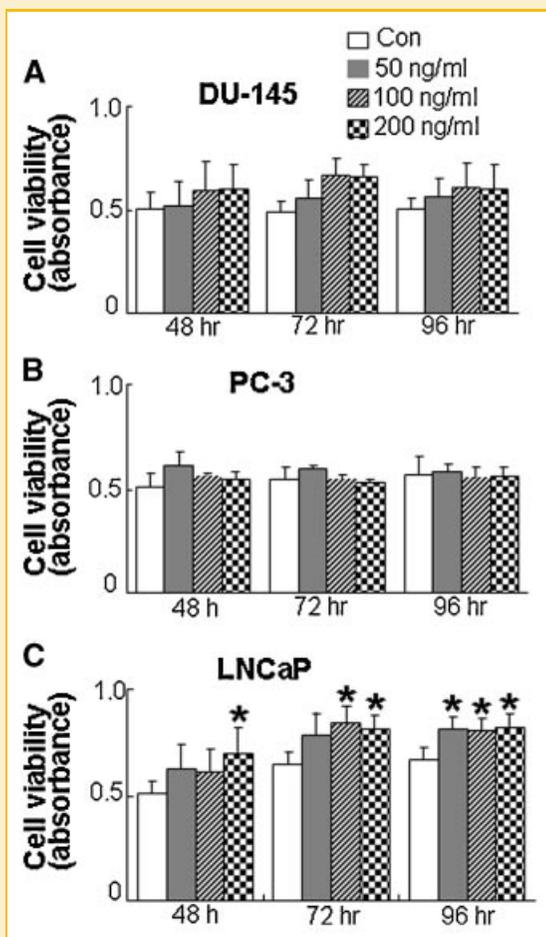 Con
50 ng/ml
100 ng/ml
200 ng/ml
A
DU-145
1.0
0.5
0
Cell viability
(absorbance)
48 hr
72 hr
96 hr
B
PC-3
1.0
0.5
0
Cell viability
(absorbance)
48 h
72 hr
96 hr
C
LNCaP
1.0
0.5
0
Cell viability
(absorbance)
*
* *
* * *
48 h
72 hr
96 hr